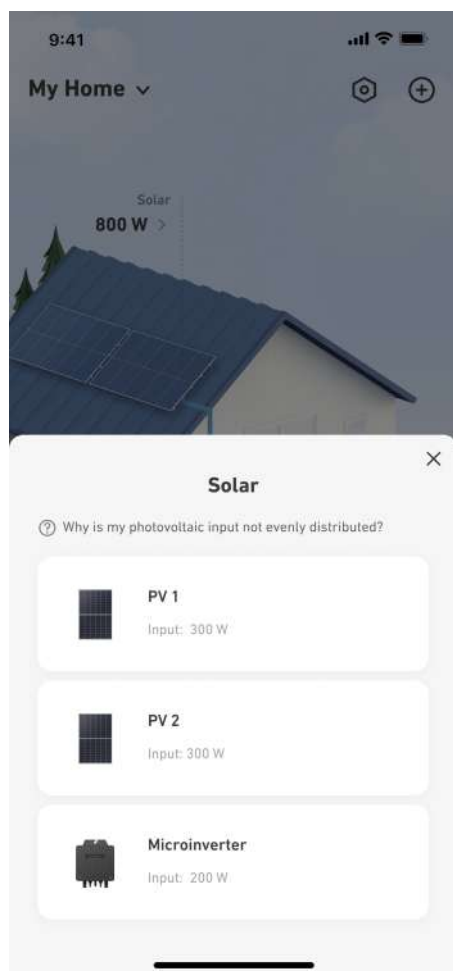 9:41
My Home
Solar
800 W >
Solar
Why is my photovoltaic input not evenly distributed?
PV 1
Input: 300 W
PV 2
Input: 300 W
Microinverter
Input: 200 W